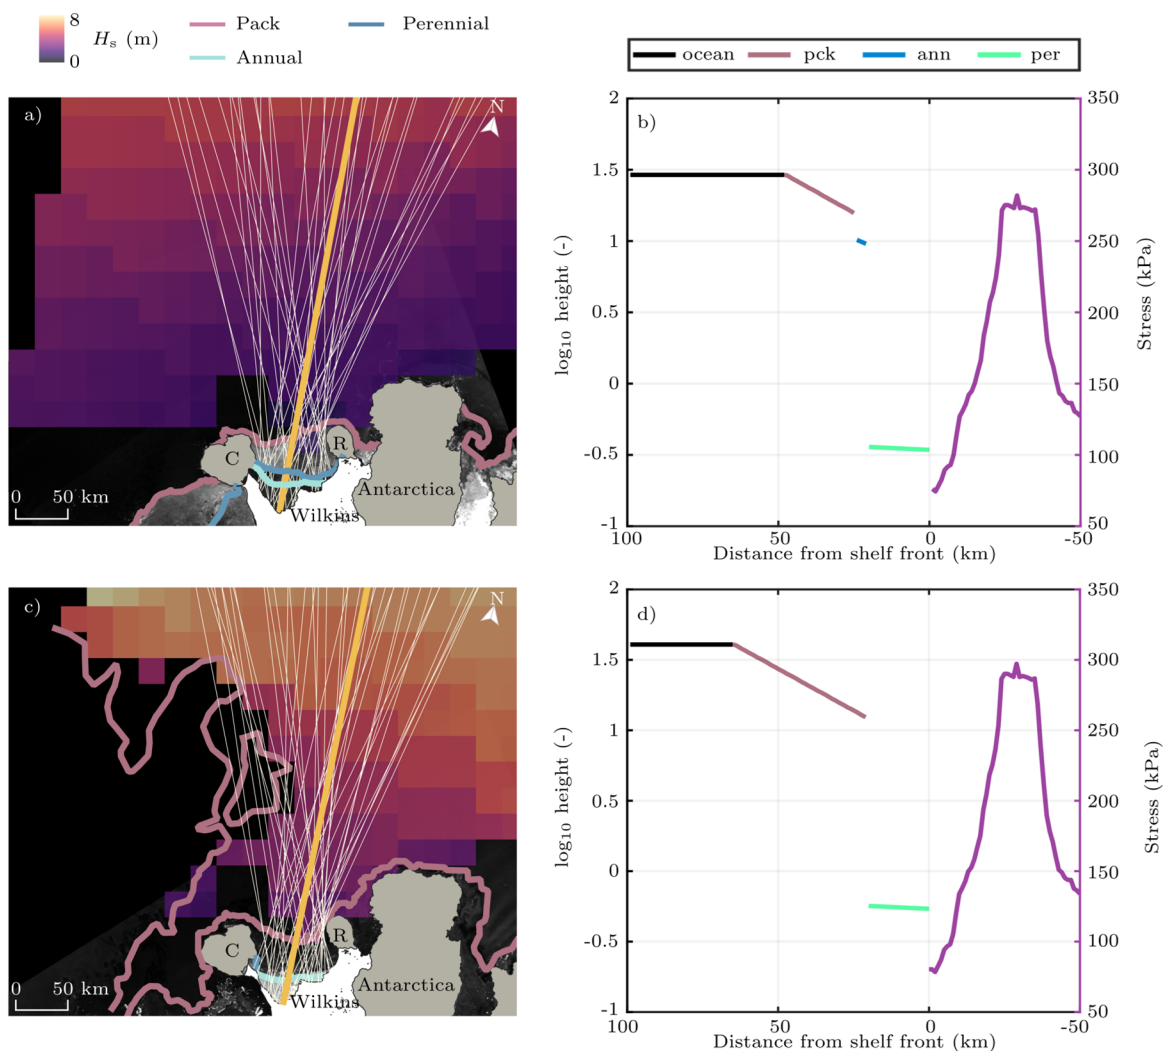 8
0
H_s (m)
Pack
Perennial
Annual
ocean
pck
ann
per
a)
N
C
R
Antarctica
Wilkins
0 50 km
b)
2
1.5
1
0.5
0
-0.5
-1
log10 height (-)
350
300
250
200
150
100
50
Stress (kPa)
100
50
0
-50
Distance from shelf front (km)
c)
N
C
R
Antarctica
Wilkins
0 50 km
d)
2
1.5
1
0.5
0
-0.5
-1
log10 height (-)
350
300
250
200
150
100
50
Stress (kPa)
100
50
0
-50
Distance from shelf front (km)